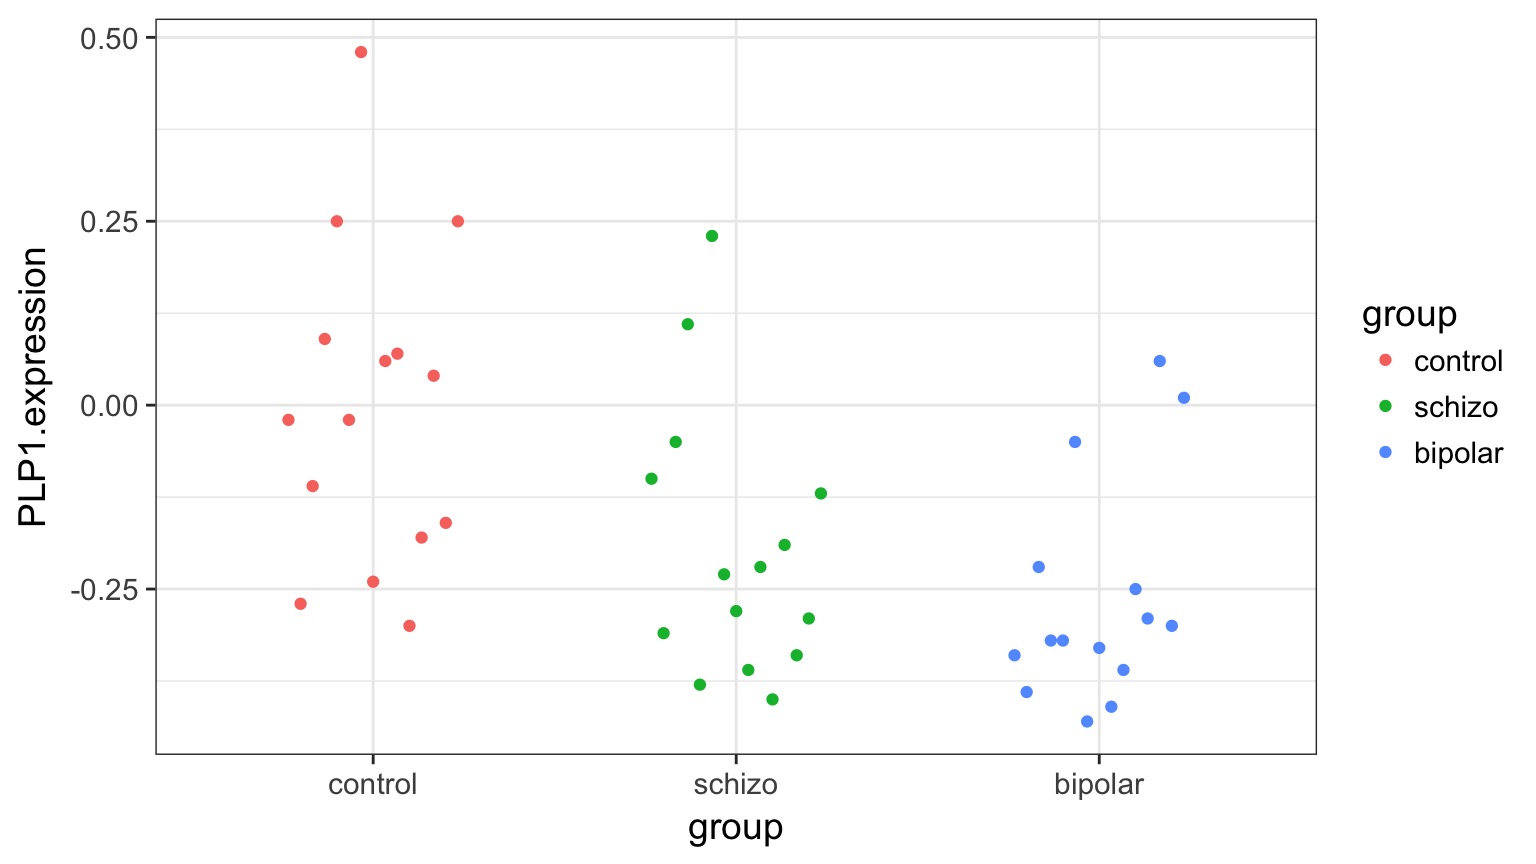 0.50
0.25
0.00
-0.25
PLP1.expression
control
schizo
bipolar
group
group
control
schizo
bipolar